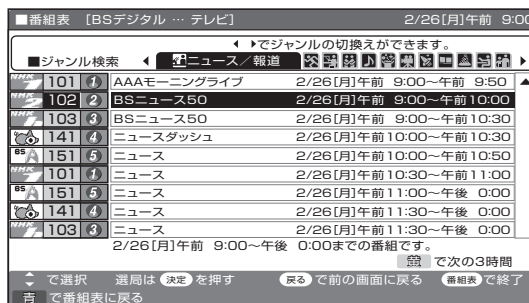 ■番組表 [BSデジタル … テレビ] 2/26[月]午前 9:00
でジャンルの切換えができます。
■ジャンル検索 ニュース／報道
NHK 101 1 AAAモーニングライブ 2/26[月]午前 9:00〜午前 9:50
102 2 BSニュース50 2/26[月]午前 9:00〜午前10:00
NHK 103 3 BSニュース50 2/26[月]午前 9:00〜午前10:30
141 4 ニュースダッシュ 2/26[月]午前10:00〜午前10:30
BS 151 5 ニュース 2/26[月]午前10:00〜午前10:50
NHK 101 1 ニュース 2/26[月]午前10:30〜午前11:00
BS 151 5 ニュース 2/26[月]午前11:00〜午後 0:00
141 4 ニュース 2/26[月]午前11:30〜午後 0:00
NHK 103 3 ニュース 2/26[月]午前11:30〜午後 0:00
2/26[月]午前 9:00〜午後 0:00までの番組です。
黄 で次の3時間
で選択 選局は 決定 を押す 戻る で前の画面に戻る 番組表 で終了
青 で番組表に戻る